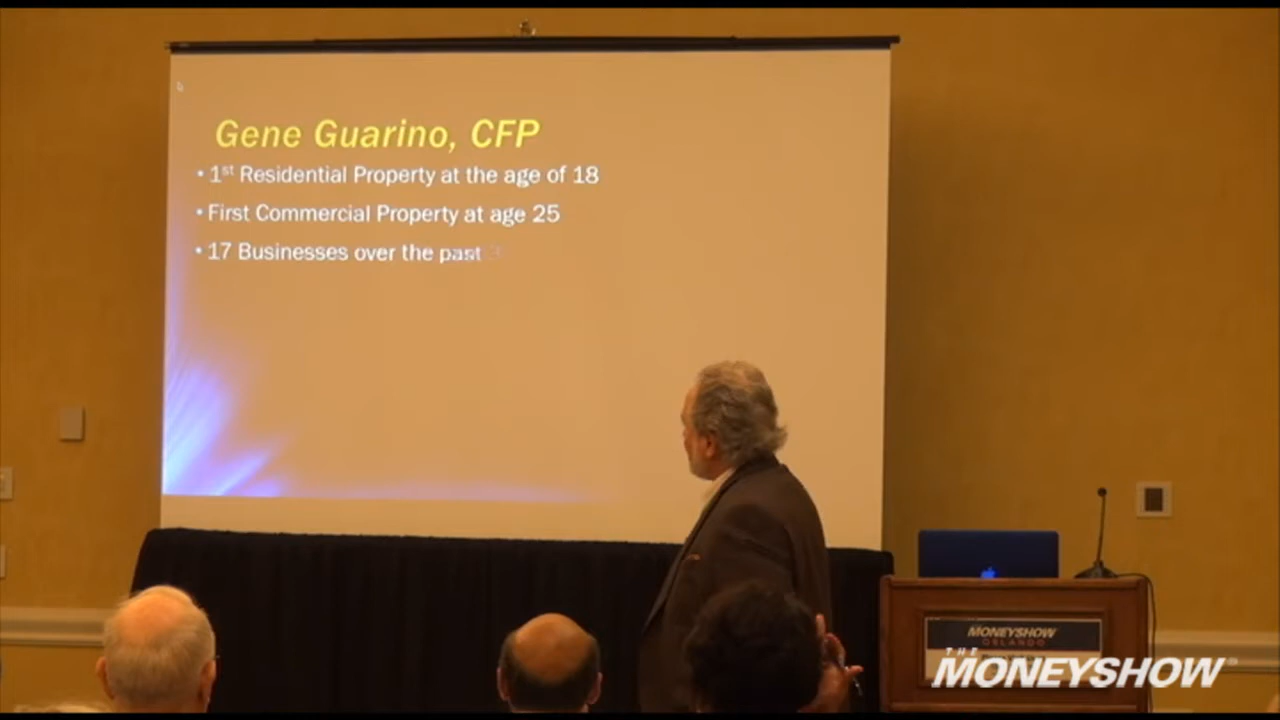 Gene Guarino, CFP
• 1st Residential Property at the age of 18
• First Commercial Property at age 25
• 17 Businesses over the past
MONEYSHOW
ORLANDO
THE
MONEYSHOW